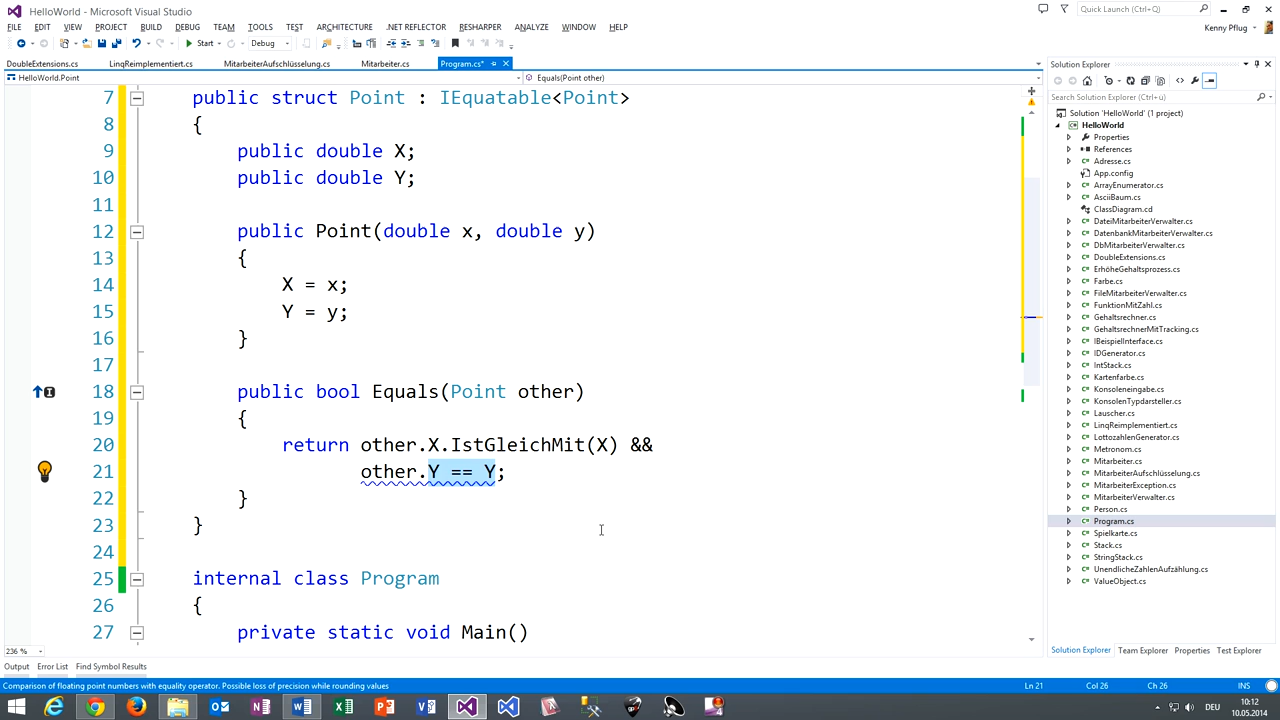 HelloWorld - Microsoft Visual Studio
Quick Launch (Ctrl+Q)
FILE EDIT VIEW PROJECT BUILD DEBUG TEAM TOOLS TEST ARCHITECTURE .NET REFLECTOR RESHARPER ANALYZE WINDOW HELP
Kenny Pflug
Start Debug
DoubleExtensions.cs LinqReimplementiert.cs MitarbeiterAufschlüsselung.cs Mitarbeiter.cs Program.cs*
HelloWorld.Point Equals(Point other)
7 public struct Point : IEquatable<Point>
8 {
9 public double X;
10 public double Y;
11
12 public Point(double x, double y)
13 {
14 X = x;
15 Y = y;
16 }
17
18 public bool Equals(Point other)
19 {
20 return other.X.IstGleichMit(X) &&
21 other.Y == Y;
22 }
23 }
24
25 internal class Program
26 {
27 private static void Main()
236 %
Solution Explorer
Search Solution Explorer (Ctrl+ü)
Solution 'HelloWorld' (1 project)
HelloWorld
Properties
References
Adresse.cs
App.config
ArrayEnumerator.cs
AsciiBaum.cs
ClassDiagram.cd
DateiMitarbeiterVerwalter.cs
DatenbankMitarbeiterVerwalter.cs
DbMitarbeiterVerwalter.cs
DoubleExtensions.cs
ErhöheGehaltsprozess.cs
Farbe.cs
FileMitarbeiterVerwalter.cs
FunktionMitZahl.cs
Gehaltsrechner.cs
GehaltsrechnerMitTracking.cs
IBeispielInterface.cs
IDGenerator.cs
IntStack.cs
Kartenfarbe.cs
Konsoleneingabe.cs
KonsolenTypdarsteller.cs
Lauscher.cs
LinqReimplementiert.cs
LottozahlenGenerator.cs
Metronom.cs
Mitarbeiter.cs
MitarbeiterAufschlüsselung.cs
MitarbeiterException.cs
MitarbeiterVerwalter.cs
Person.cs
Program.cs
Spielkarte.cs
Stack.cs
StringStack.cs
UnendlicheZahlenAufzählung.cs
ValueObject.cs
Solution Explorer Team Explorer Properties Test Explorer
Output Error List Find Symbol Results
Comparison of floating point numbers with equality operator. Possible loss of precision while rounding values
Ln 21 Col 26 Ch 26 INS
DEU
10:12
10.05.2014